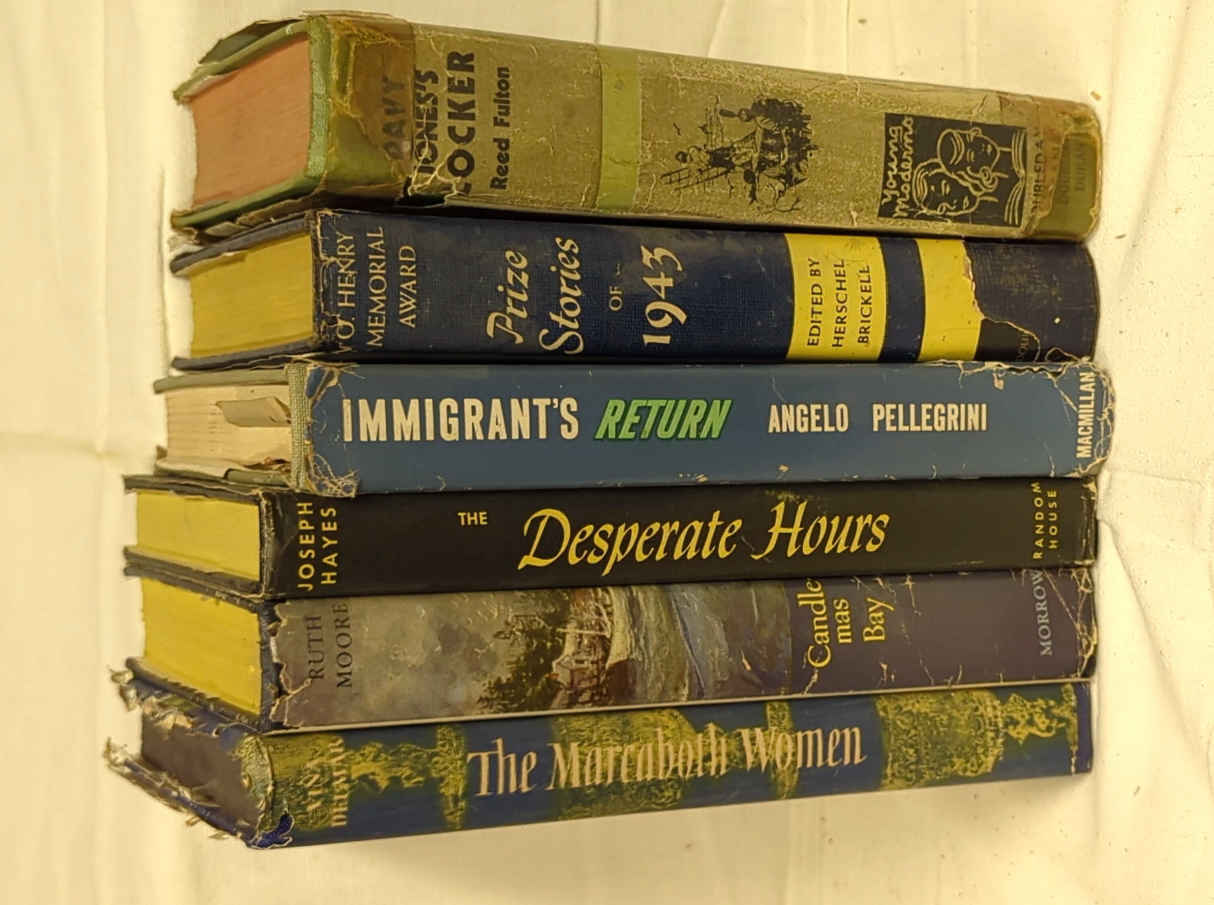 DAVY
JONES'S
LOCKER
Reed Fulton
Young
Moderns
O. HENRY
MEMORIAL
AWARD
Prize
Stories
OF
1943
EDITED BY
HERSCHEL
BRICKELL
IMMIGRANT'S RETURN ANGELO PELLEGRINI
MACMILLAN
JOSEPH
HAYES
THE
Desperate Hours
RANDOM
HOUSE
RUTH
MOORE
Candle
mas
Bay
MORROW
VINA
DELMAR
The Marcaboth Women